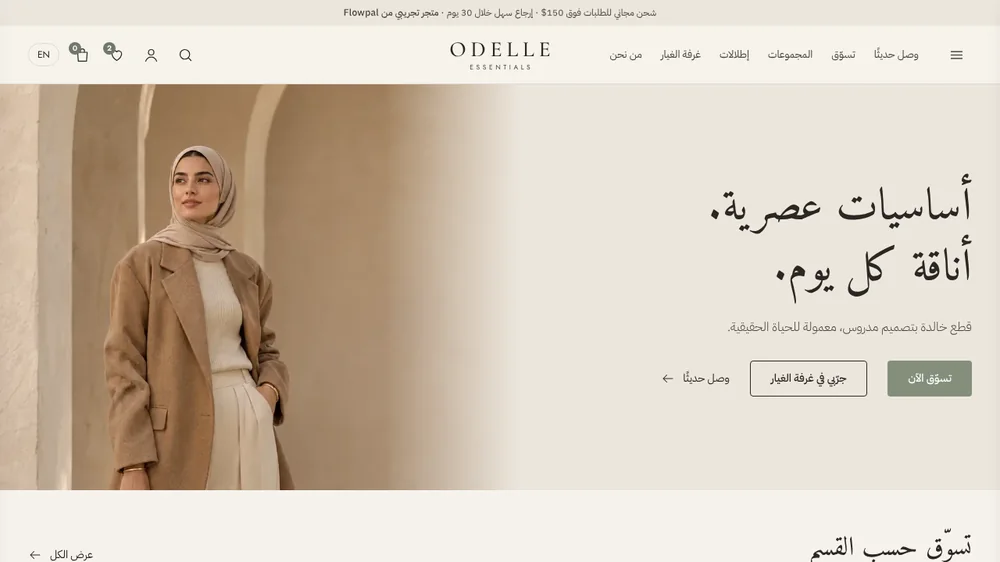 شحن مجاني للطلبات فوق 150$ · إرجاع سهل خلال 30 يوم · متجر تجريبي من Flowpal
وصل حديثًا
تسوّق
المجموعات
إطلالات
غرفة الغيار
من نحن
ODELLE
ESSENTIALS
2
0
EN
أساسيات عصرية.
أناقة كل يوم.
قطع خالدة بتصميم مدروس، معمولة للحياة الحقيقية.
تسوّق الآن
جرّبي في غرفة الغيار
وصل حديثًا
تسوّق حسب القسم
عرض الكل